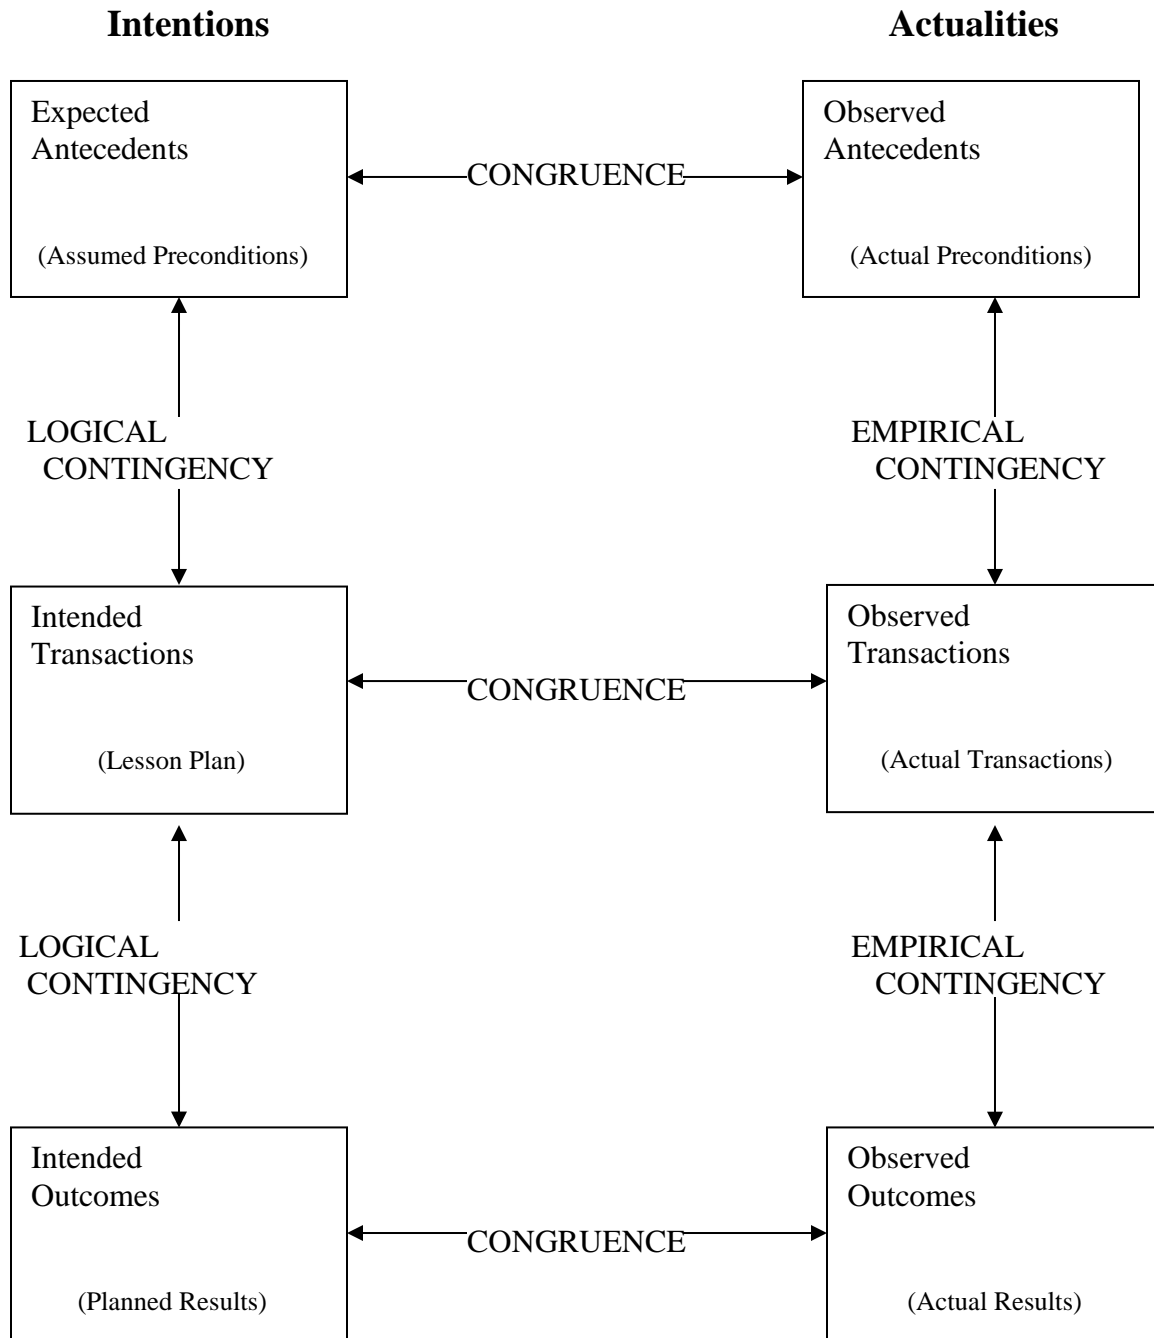 Intentions
Actualities
Expected
Antecedents
(Assumed Preconditions)
CONGRUENCE
Observed
Antecedents
(Actual Preconditions)
LOGICAL
CONTINGENCY
EMPIRICAL
CONTINGENCY
Intended
Transactions
(Lesson Plan)
CONGRUENCE
Observed
Transactions
(Actual Transactions)
LOGICAL
CONTINGENCY
EMPIRICAL
CONTINGENCY
Intended
Outcomes
(Planned Results)
CONGRUENCE
Observed
Outcomes
(Actual Results)